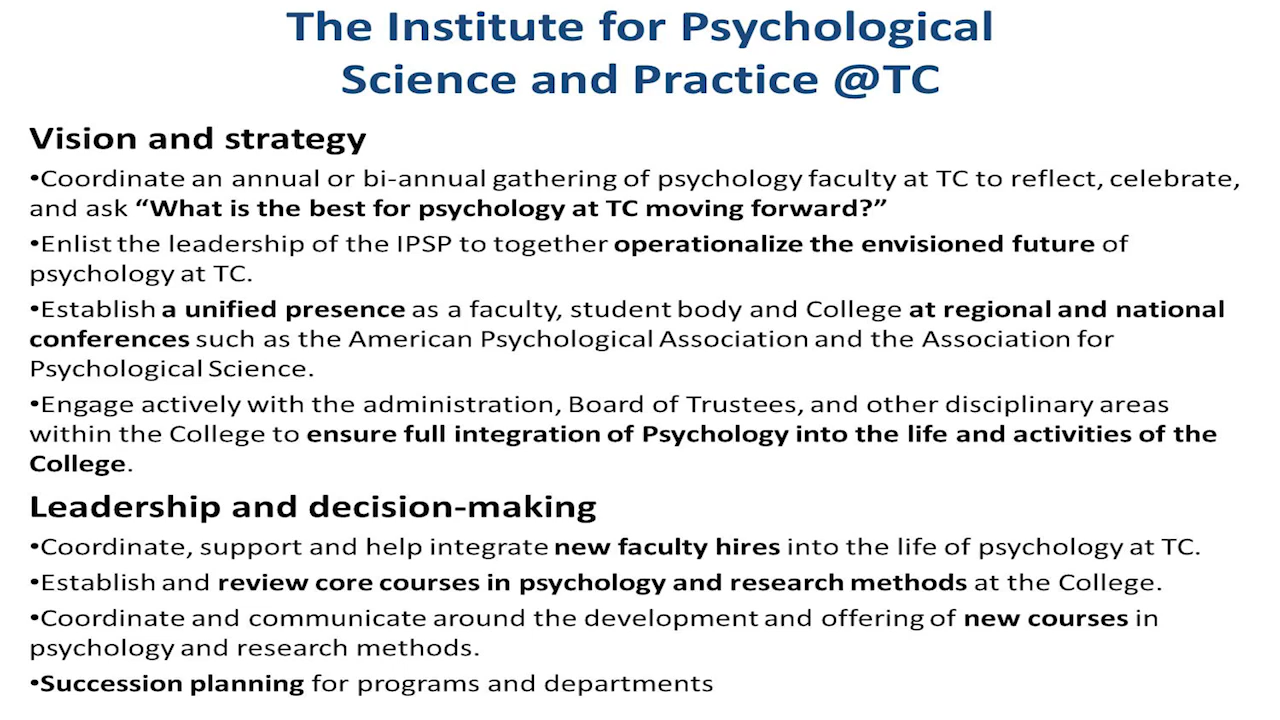 The Institute for Psychological
Science and Practice @TC
Vision and strategy
•Coordinate an annual or bi-annual gathering of psychology faculty at TC to reflect, celebrate,
and ask “What is the best for psychology at TC moving forward?”
•Enlist the leadership of the IPSP to together operationalize the envisioned future of
psychology at TC.
•Establish a unified presence as a faculty, student body and College at regional and national
conferences such as the American Psychological Association and the Association for
Psychological Science.
•Engage actively with the administration, Board of Trustees, and other disciplinary areas
within the College to ensure full integration of Psychology into the life and activities of the
College.
Leadership and decision-making
•Coordinate, support and help integrate new faculty hires into the life of psychology at TC.
•Establish and review core courses in psychology and research methods at the College.
•Coordinate and communicate around the development and offering of new courses in
psychology and research methods.
•Succession planning for programs and departments